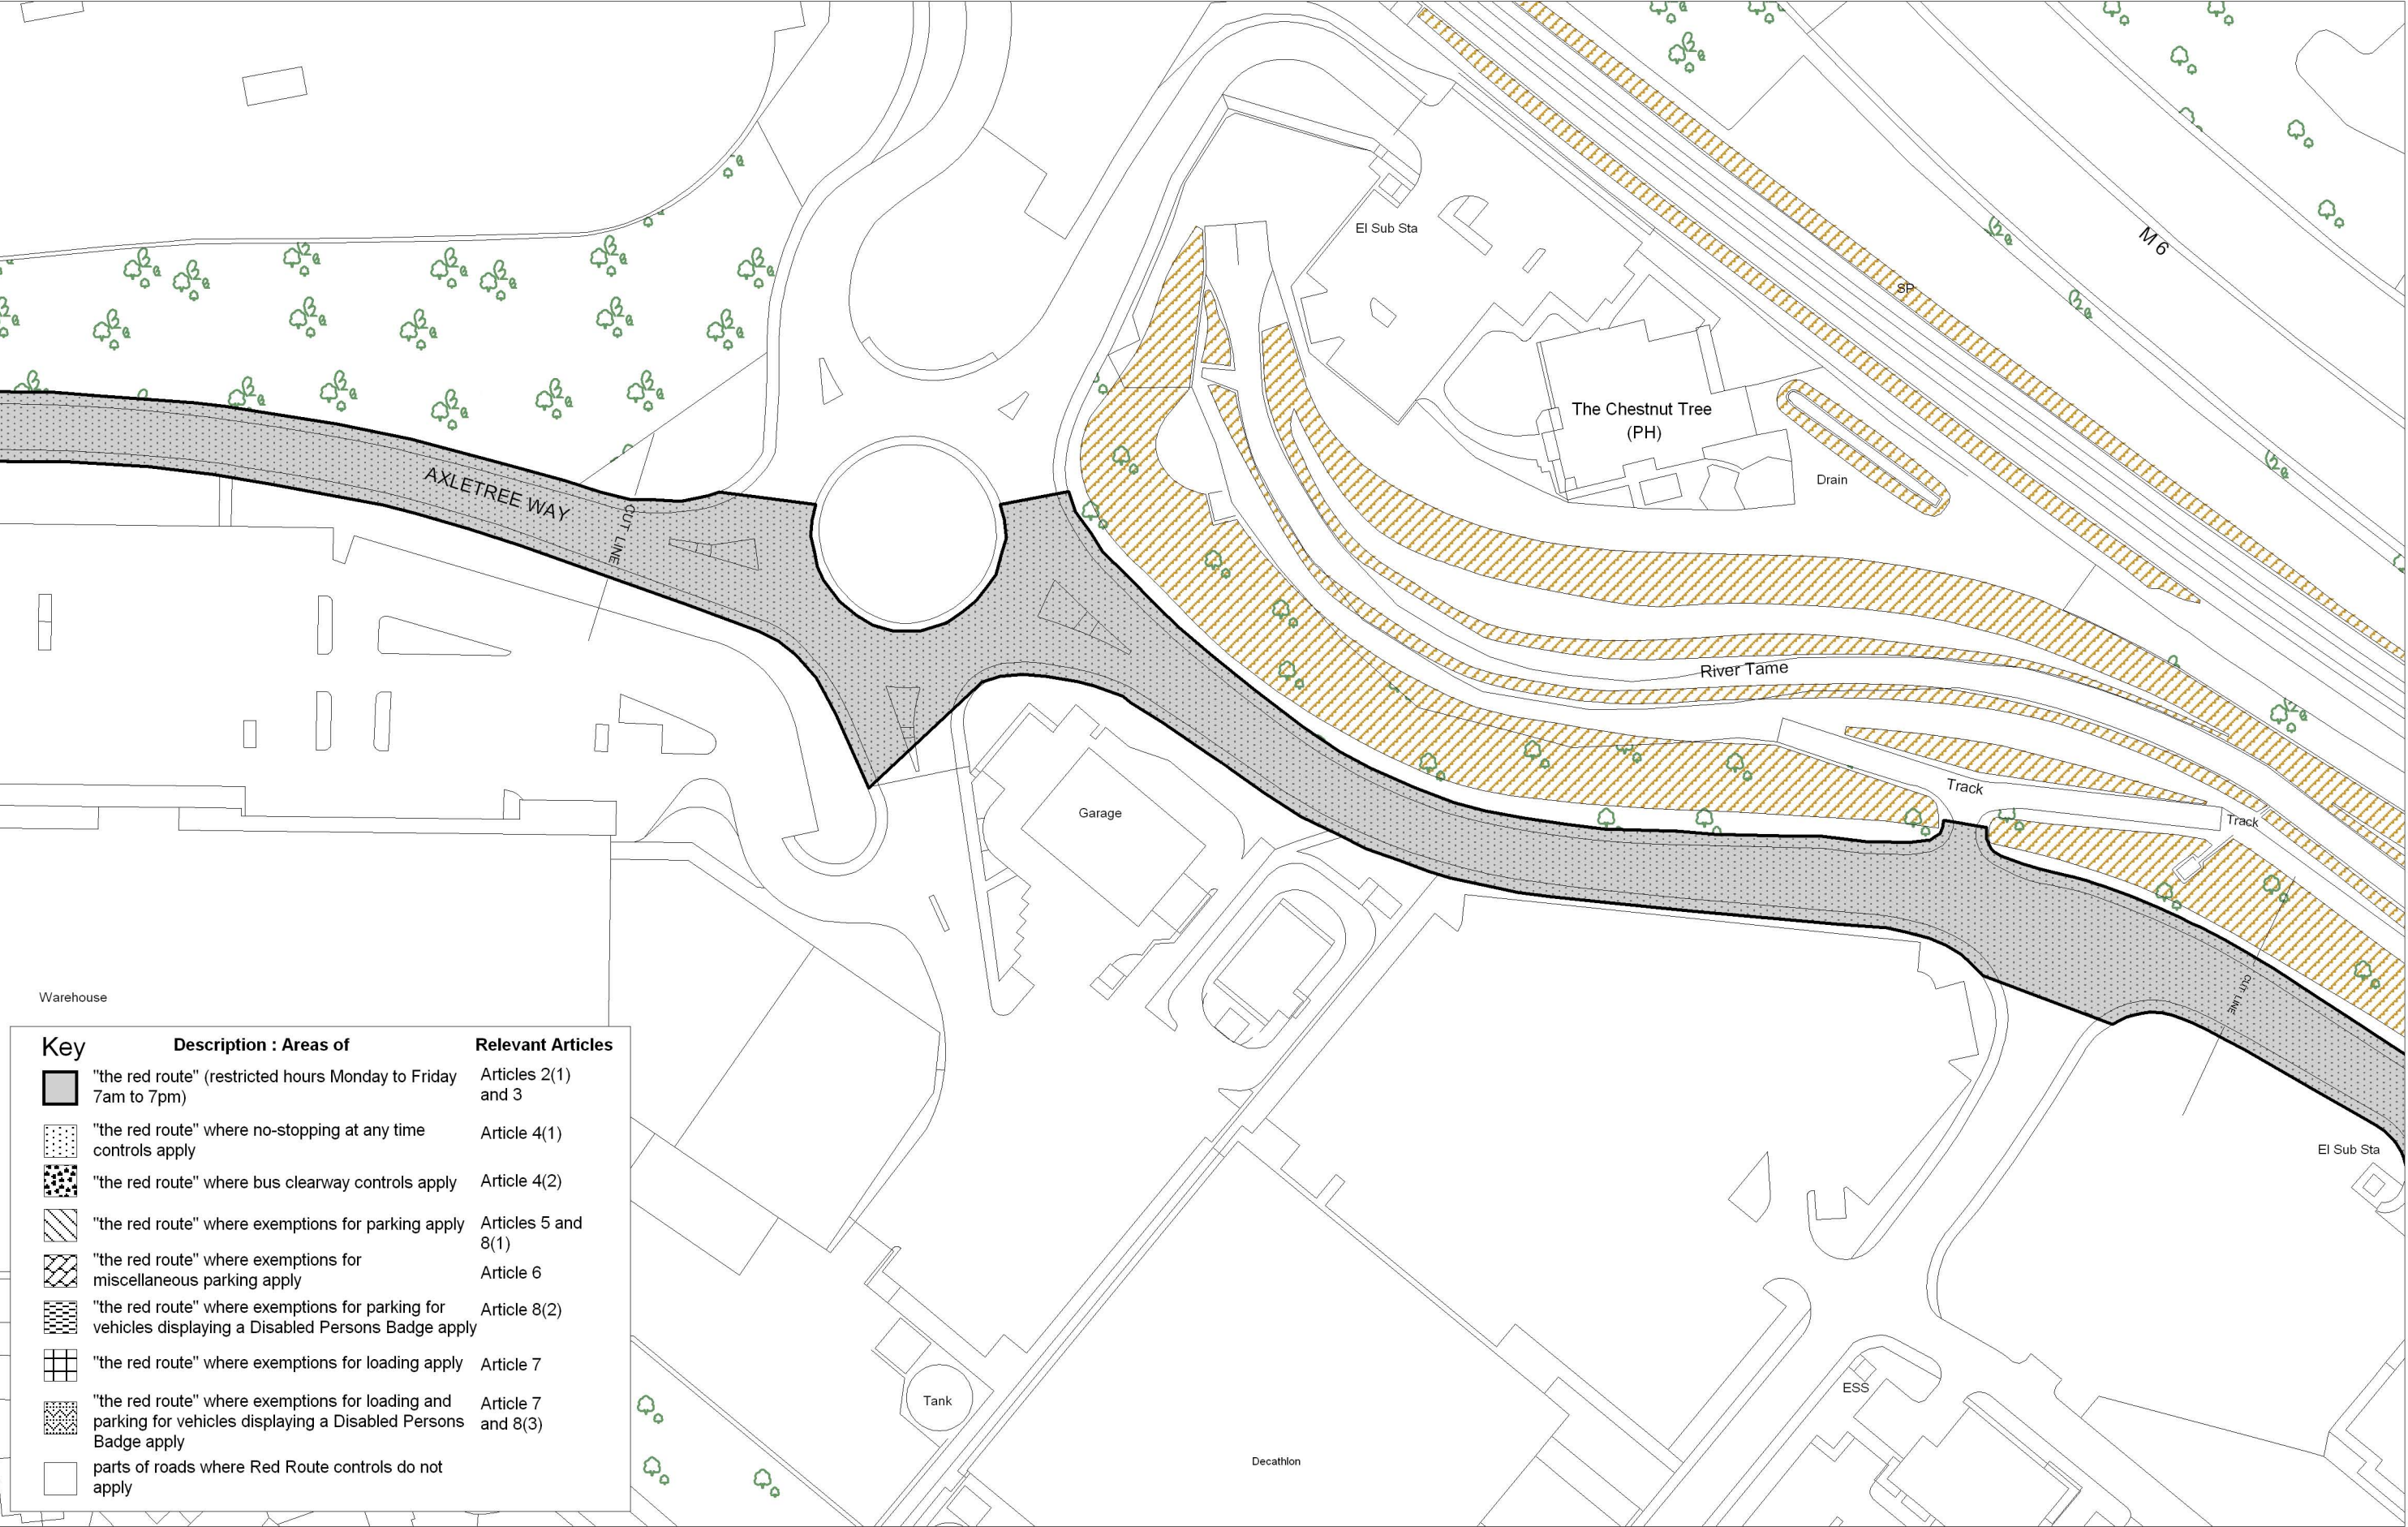 M 6
El Sub Sta
SP
The Chestnut Tree
(PH)
Drain
AXLETREE WAY
CUT LINE
River Tame
Track
Track
Garage
CUT LINE
Warehouse
El Sub Sta
ESS
Tank
Decathlon
Key Description : Areas of Relevant Articles
"the red route" (restricted hours Monday to Friday Articles 2(1)
7am to 7pm) and 3
"the red route" where no-stopping at any time Article 4(1)
controls apply
"the red route" where bus clearway controls apply Article 4(2)
"the red route" where exemptions for parking apply Articles 5 and
8(1)
"the red route" where exemptions for
miscellaneous parking apply Article 6
"the red route" where exemptions for parking for Article 8(2)
vehicles displaying a Disabled Persons Badge apply
"the red route" where exemptions for loading apply Article 7
"the red route" where exemptions for loading and Article 7
parking for vehicles displaying a Disabled Persons and 8(3)
Badge apply
parts of roads where Red Route controls do not
apply